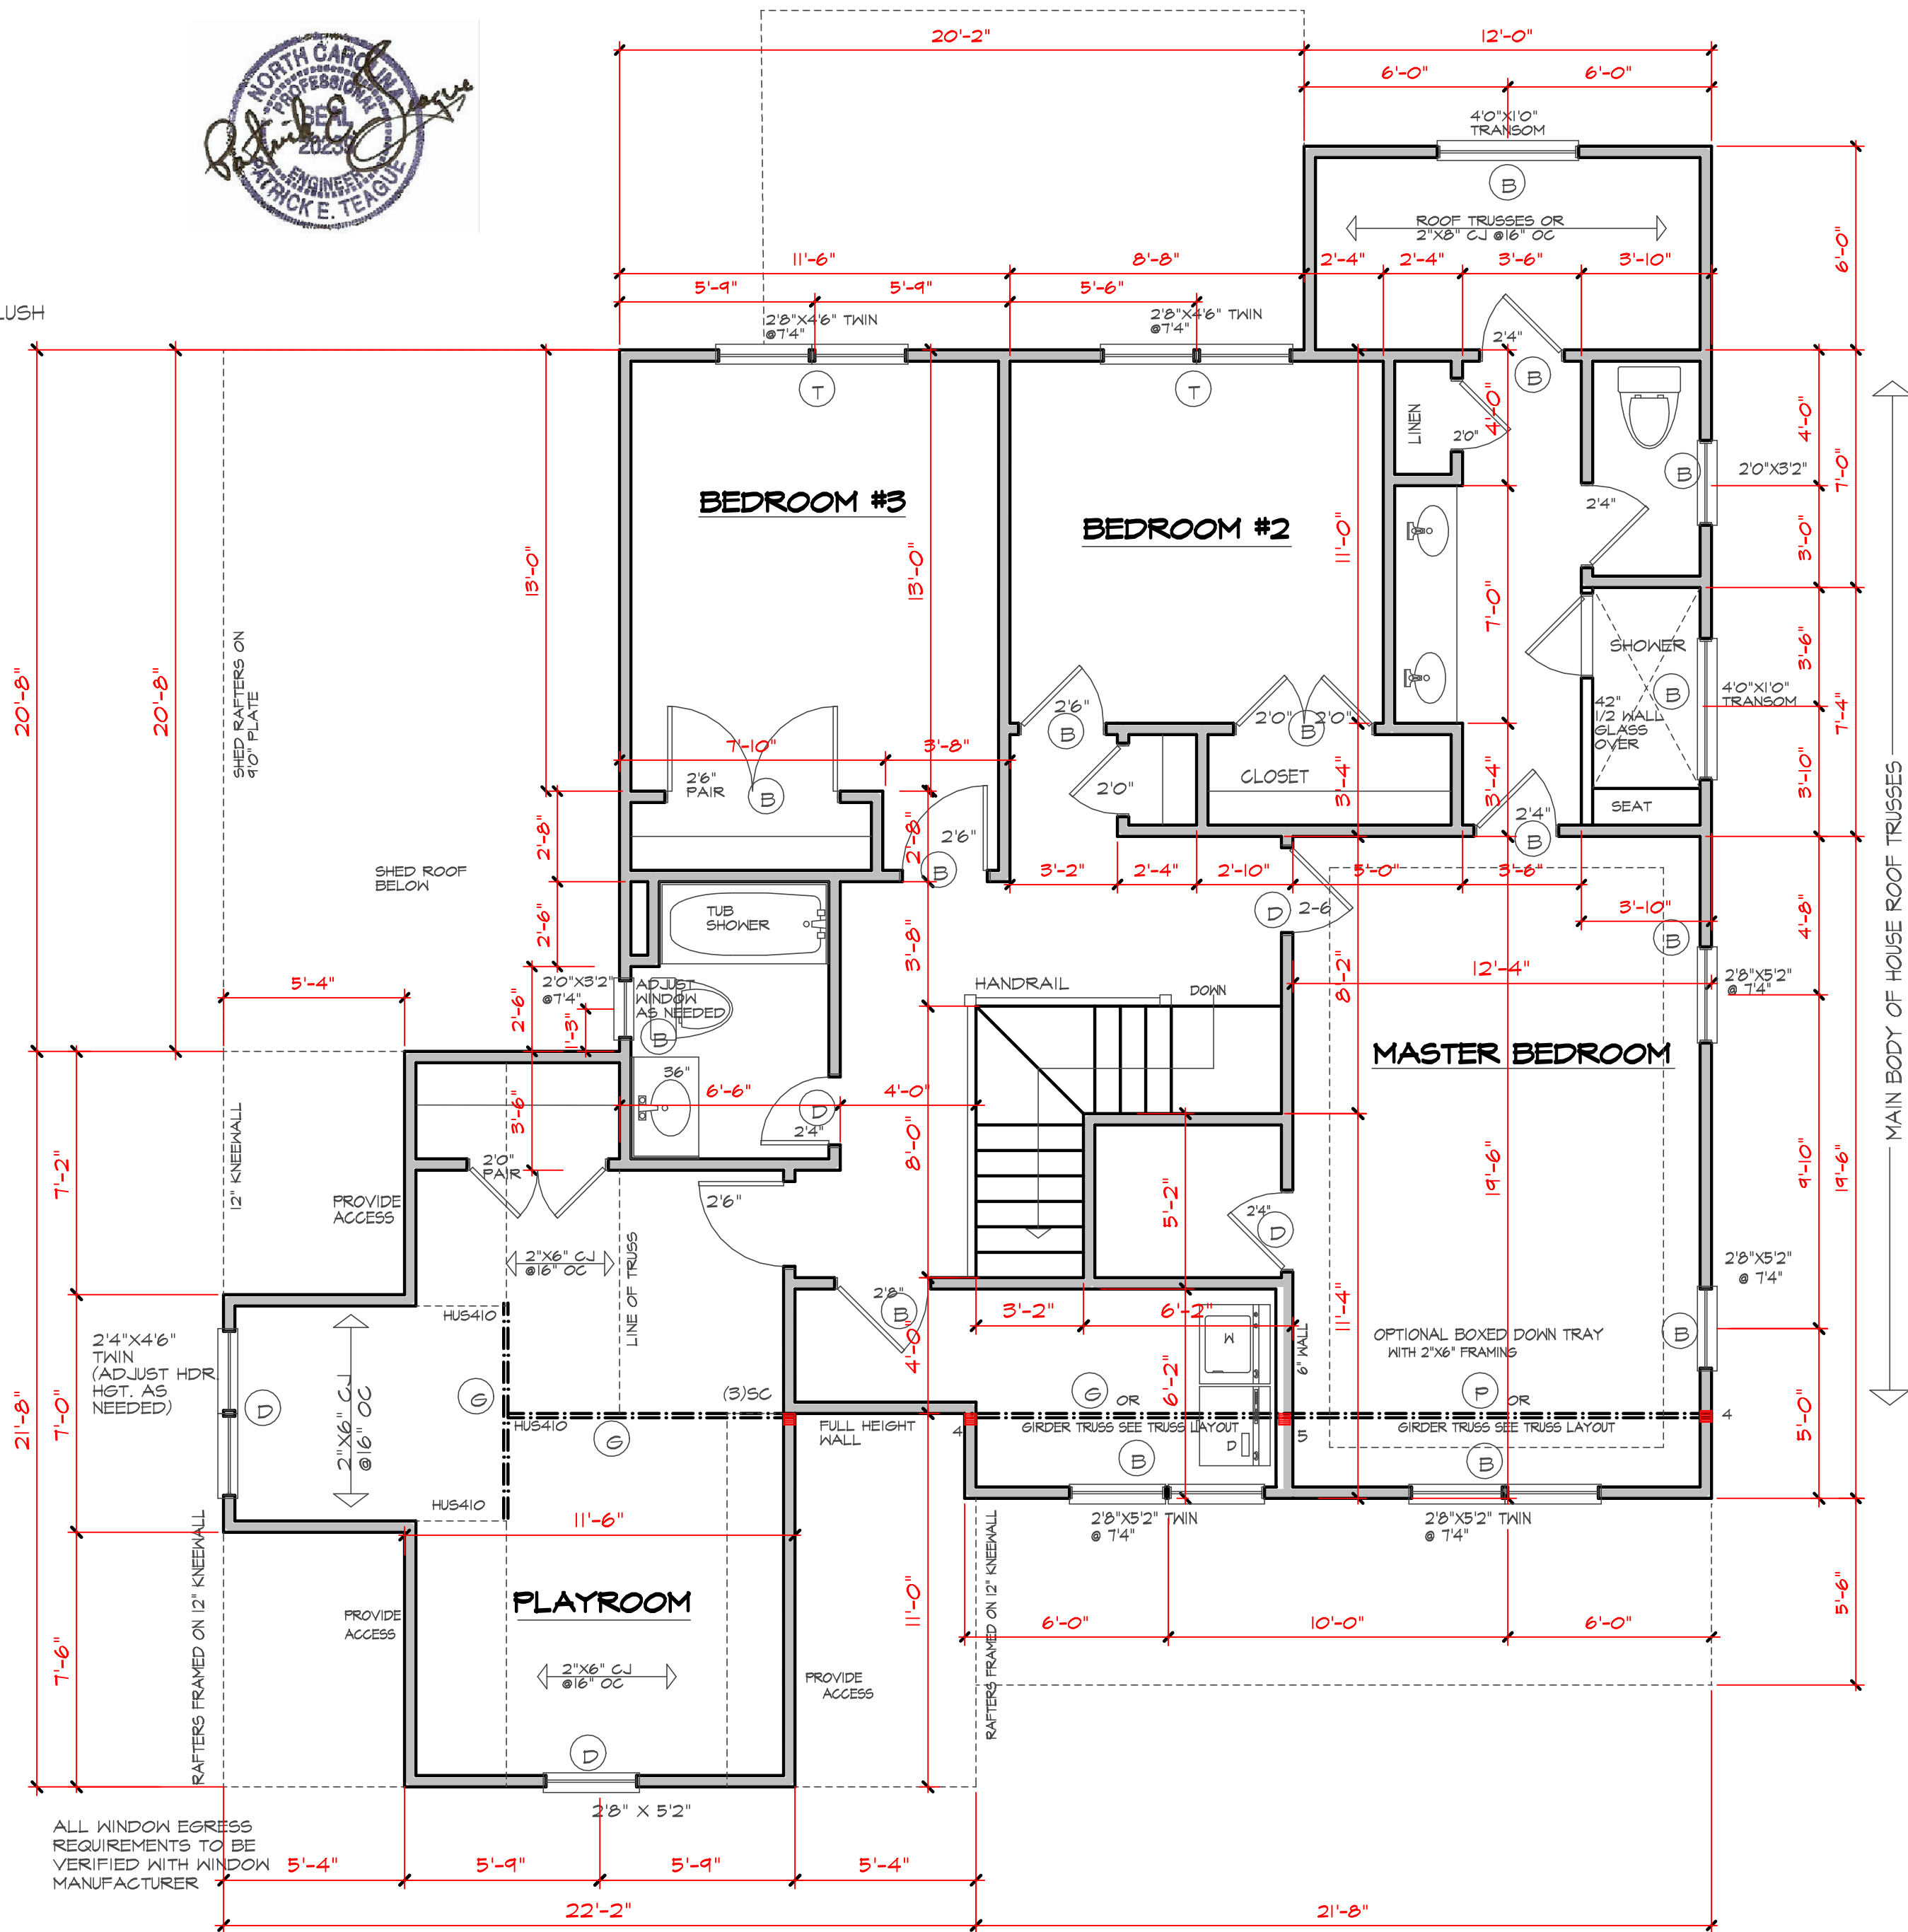 NORTH CAROLINA
PROFESSIONAL
SEAL
20239
ENGINEER
PATRICK E. TEAGUE
Patrick E. Teague
20'-2"
12'-0"
6'-0"
6'-0"
4'0"X1'0"
TRANSOM
B
ROOF TRUSSES OR
2"X8" CJ @16" OC
6'-0"
11'-6"
8'-8"
2'-4"
2'-4"
3'-6"
3'-10"
5'-9"
5'-9"
5'-6"
LUSH
2'8"X4'6" TWIN
@7'4"
2'8"X4'6" TWIN
@7'4"
2'4"
T
T
B
LINEN
2'0"
4'-0"
4'-0"
B
2'0"X3'2"
7'-0"
BEDROOM #3
BEDROOM #2
11'-0"
2'4"
3'-0"
13'-0"
13'-0"
7'-0"
SHED RAFTERS ON
9'0" PLATE
20'-8"
20'-8"
SHOWER
3'-6"
B
4'0"X1'0"
TRANSOM
42"
1/2 WALL
GLASS
OVER
7'-4"
2'6"
B
2'0"
B
2'0"
7'-10"
3'-8"
2'6"
PAIR
B
2'0"
CLOSET
3'-4"
3'-4"
3'-10"
SEAT
2'4"
B
MAIN BODY OF HOUSE ROOF TRUSSES
2'-8"
2'-8"
2'6"
B
SHED ROOF
BELOW
3'-2"
2'-4"
2'-10"
5'-0"
3'-6"
3'-10"
D
2-6
TUB
SHOWER
2'-6"
3'-8"
4'-8"
B
5'-4"
2'0"X3'2"
@7'4"
ADJUST
WINDOW
AS NEEDED
HANDRAIL
DOWN
8'-2"
12'-4"
2'8"X5'2"
@ 7'4"
2'-6"
1'-3"
B
MASTER BEDROOM
36"
6'-6"
4'-0"
D
2'4"
3'-6"
8'-0"
12" KNEEWALL
7'-2"
2'0"
PAIR
PROVIDE
ACCESS
2'6"
5'-2"
2'4"
D
19'-6"
9'-10"
19'-6"
2"X6" CJ
@16" OC
LINE OF TRUSS
2'8"
B
2'8"X5'2"
@ 7'4"
HUS410
3'-2"
6'-2"
W
6" WALL
11'-4"
OPTIONAL BOXED DOWN TRAY
WITH 2"X6" FRAMING
B
2'4"X4'6"
TWIN
(ADJUST HDR.
HGT. AS
NEEDED)
D
2"X6" CJ
@16" OC
G
4'-0"
6'-2"
(3)SC
G
OR
P
OR
HUS410
G
FULL HEIGHT
WALL
4
GIRDER TRUSS SEE TRUSS LAYOUT
D
5
GIRDER TRUSS SEE TRUSS LAYOUT
4
21'-8"
7'-0"
5'-0"
B
B
HUS410
11'-6"
2'8"X5'2" TWIN
@ 7'4"
2'8"X5'2" TWIN
@ 7'4"
RAFTERS FRAMED ON 12" KNEEWALL
RAFTERS FRAMED ON 12" KNEEWALL
PLAYROOM
PROVIDE
ACCESS
11'-0"
6'-0"
10'-0"
6'-0"
5'-6"
7'-6"
2"X6" CJ
@16" OC
PROVIDE
ACCESS
D
2'8" X 5'2"
ALL WINDOW EGRESS
REQUIREMENTS TO BE
VERIFIED WITH WINDOW
MANUFACTURER
5'-4"
5'-9"
5'-9"
5'-4"
22'-2"
21'-8"